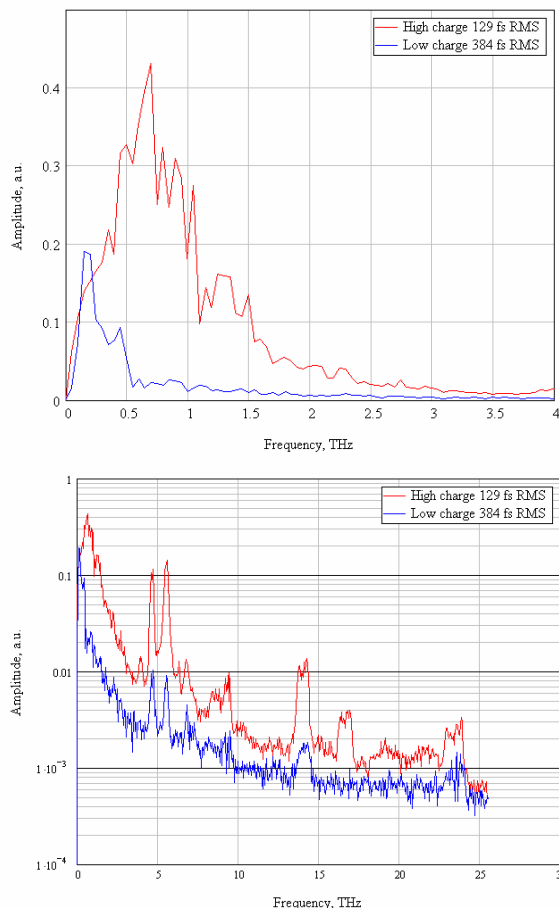 High charge 129 fs RMS
Low charge 384 fs RMS
0.4
0.3
0.2
0.1
0
Amplitude, a.u.
0 0.5 1 1.5 2 2.5 3 3.5 4
Frequency, THz
High charge 129 fs RMS
Low charge 384 fs RMS
1
0.1
0.01
1·10⁻³
1·10⁻⁴
Amplitude, a.u.
0 5 10 15 20 25 30
Frequency, THz